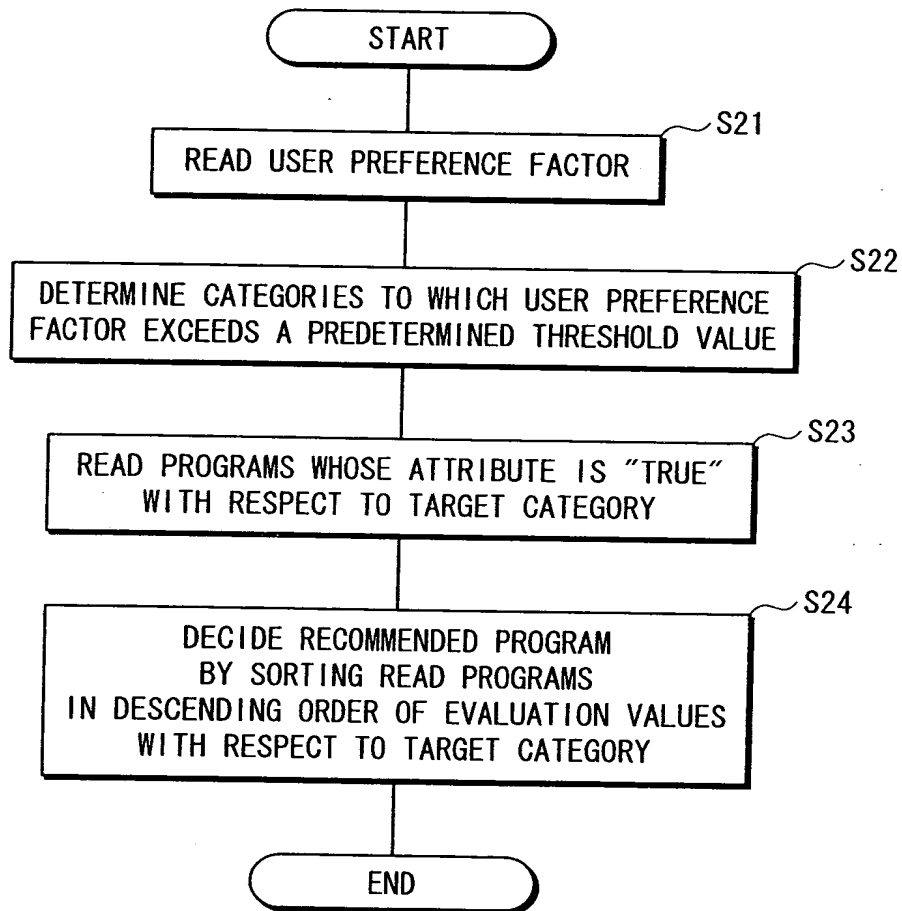 START
S21
READ USER PREFERENCE FACTOR
S22
DETERMINE CATEGORIES TO WHICH USER PREFERENCE
FACTOR EXCEEDS A PREDETERMINED THRESHOLD VALUE
S23
READ PROGRAMS WHOSE ATTRIBUTE IS "TRUE"
WITH RESPECT TO TARGET CATEGORY
S24
DECIDE RECOMMENDED PROGRAM
BY SORTING READ PROGRAMS
IN DESCENDING ORDER OF EVALUATION VALUES
WITH RESPECT TO TARGET CATEGORY
END